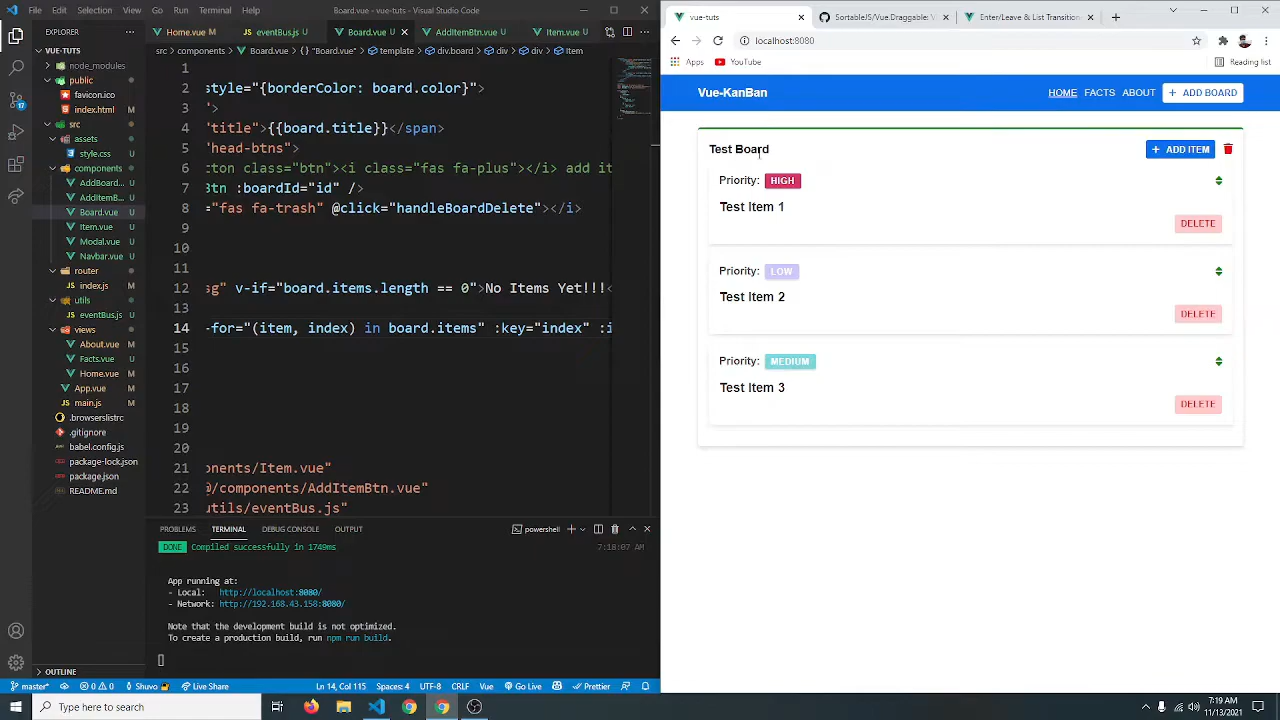 File Edit Selection View Go Run Terminal Help
Board.vue - vue-tuts - Visual Studio Code
EXPLORER
VUE-TUTS
node_modules
public
favicon.ico U
index.html M
src
assets
style.css U
components
AddBoard... U
AddItemB... U
Board.vue U
Item.vue U
Modal.vue U
Navbar.vue U
router
index.js M
utils
eventBus.js U
views
About.vue M
Facts.vue U
Home.vue M
App.vue M
main.js M
.browserslistrc
.gitignore
babel.config.js
package-lock.json
package.json
README.md
OUTLINE
Home.vue M
eventBus.js U
Board.vue U
AddItemBtn.vue U
Item.vue U
src > components > Board.vue > {} "Board.vue" > template > div.board > div > Item
1
2 style="{borderColor: board.color}">
3 ">
4 "title">{{board.title}}</span>
5 "head-btns">
6 tton class="btn"><i class="fas fa-plus "></i> add ite
7 Btn :boardId="id" />
8 ="fas fa-trash" @click="handleBoardDelete"></i>
9
10
11
12 sg" v-if="board.items.length == 0">No Items Yet!!!<
13
14 -for="(item, index) in board.items" :key="index" :i
15
16
17
18
19
20
21 ponents/Item.vue"
22 @/components/AddItemBtn.vue"
23 utils/eventBus.js"
PROBLEMS TERMINAL DEBUG CONSOLE OUTPUT
powershell
DONE Compiled successfully in 1749ms
7:18:07 AM
App running at:
- Local: http://localhost:8080/
- Network: http://192.168.43.158:8080/
Note that the development build is not optimized.
To create a production build, run npm run build.
master* 0 0 Shuvo Live Share Ln 14, Col 115 Spaces: 4 UTF-8 CRLF Vue Go Live Prettier
vue-tuts
SortableJS/Vue.Draggable: V
Enter/Leave & List Transition
localhost:8080
Apps YouTube Reading list
Vue-KanBan HOME FACTS ABOUT + ADD BOARD
Test Board + ADD ITEM
Priority: HIGH
Test Item 1
DELETE
Priority: LOW
Test Item 2
DELETE
Priority: MEDIUM
Test Item 3
DELETE
Type here to search
7:19 AM
11/13/2021